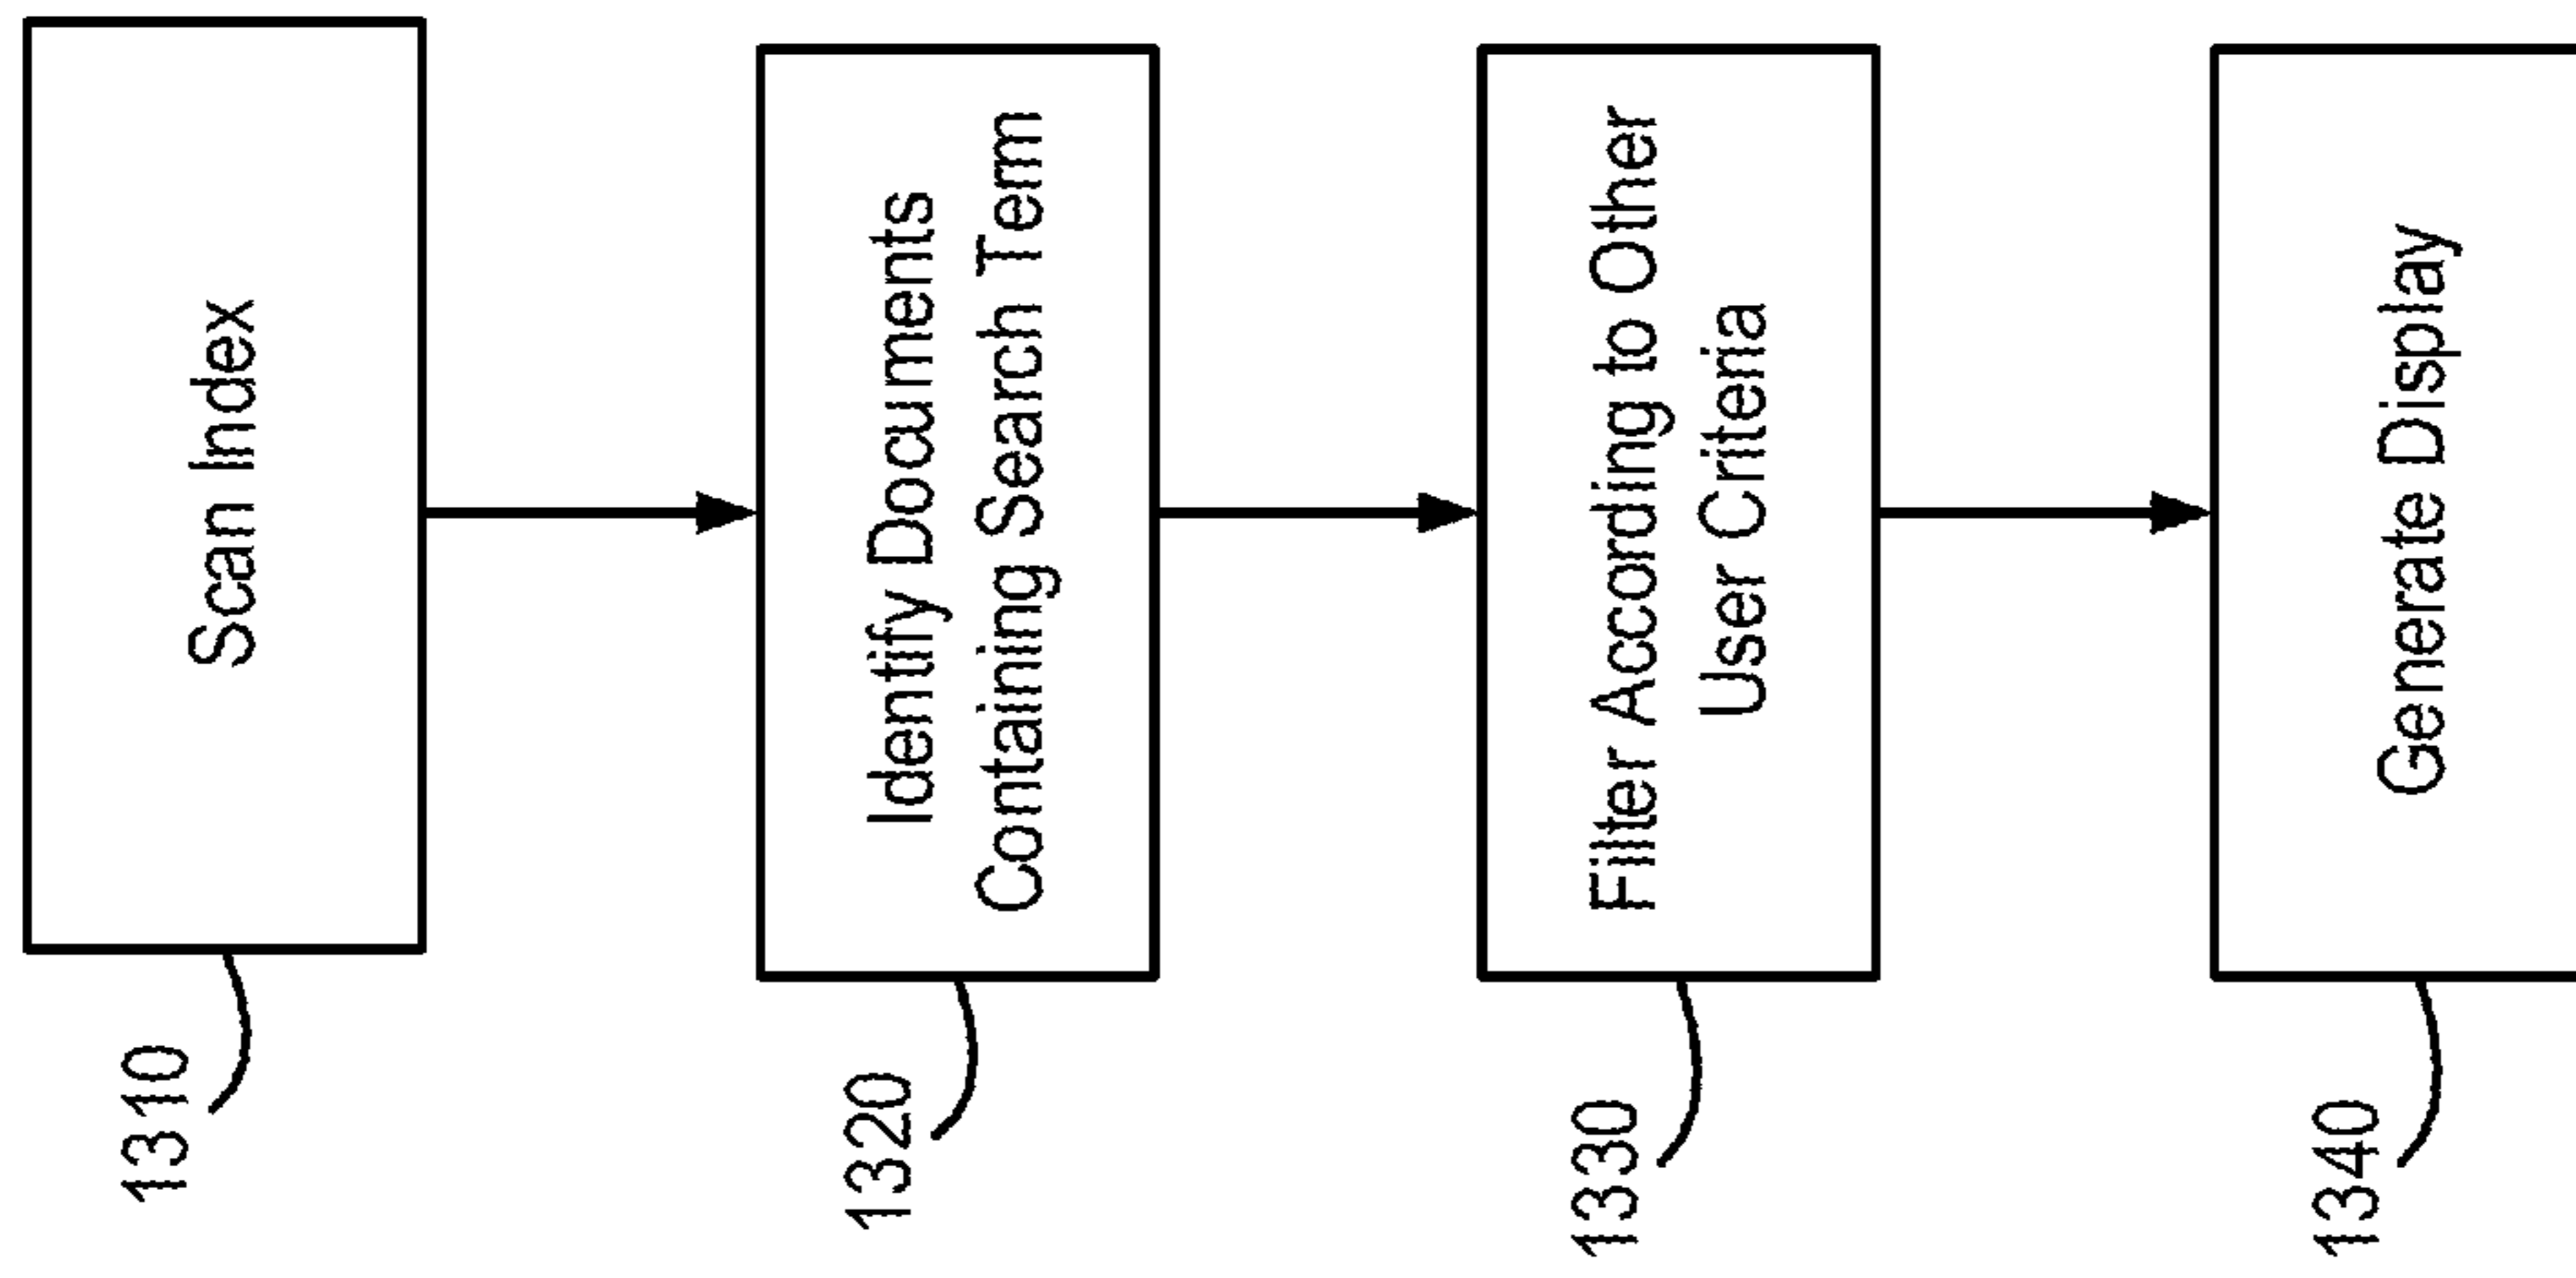 Scan Index
1310
Identify Documents
Containing Search Term
1320
Filter According to Other
User Criteria
1330
Generate Display
1340